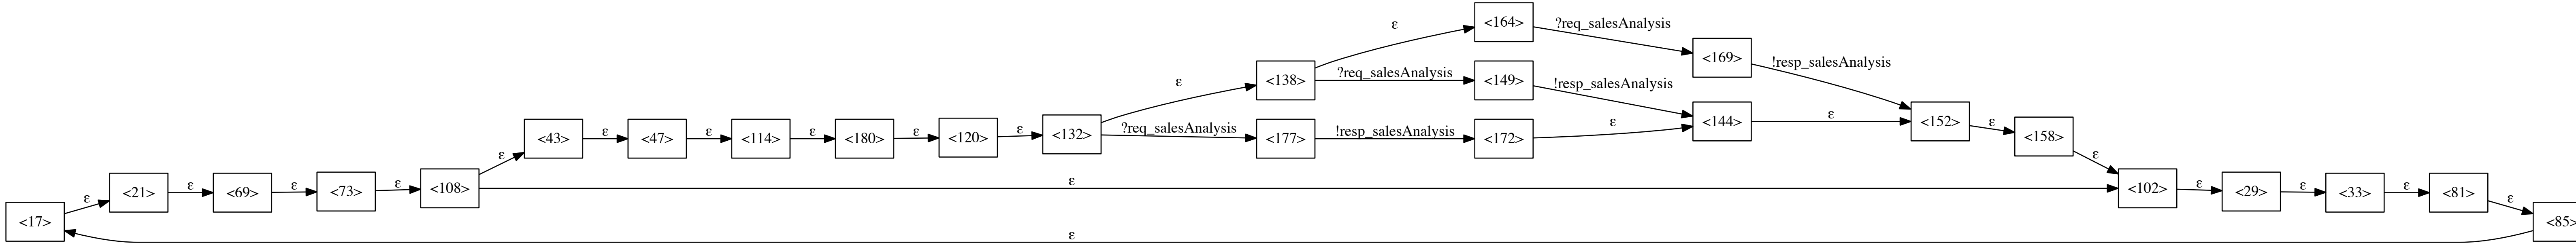 ε
<164>
?req_salesAnalysis
<169>
!resp_salesAnalysis
ε
<138>
?req_salesAnalysis
<149>
!resp_salesAnalysis
<43>
ε
<47>
ε
<114>
ε
<180>
ε
<120>
ε
<132>
?req_salesAnalysis
<177>
!resp_salesAnalysis
<172>
ε
<144>
ε
<152>
ε
<158>
ε
<17>
ε
<21>
ε
<69>
ε
<73>
ε
<108>
ε
ε
<102>
ε
<29>
ε
<33>
ε
<81>
ε
<85>
ε